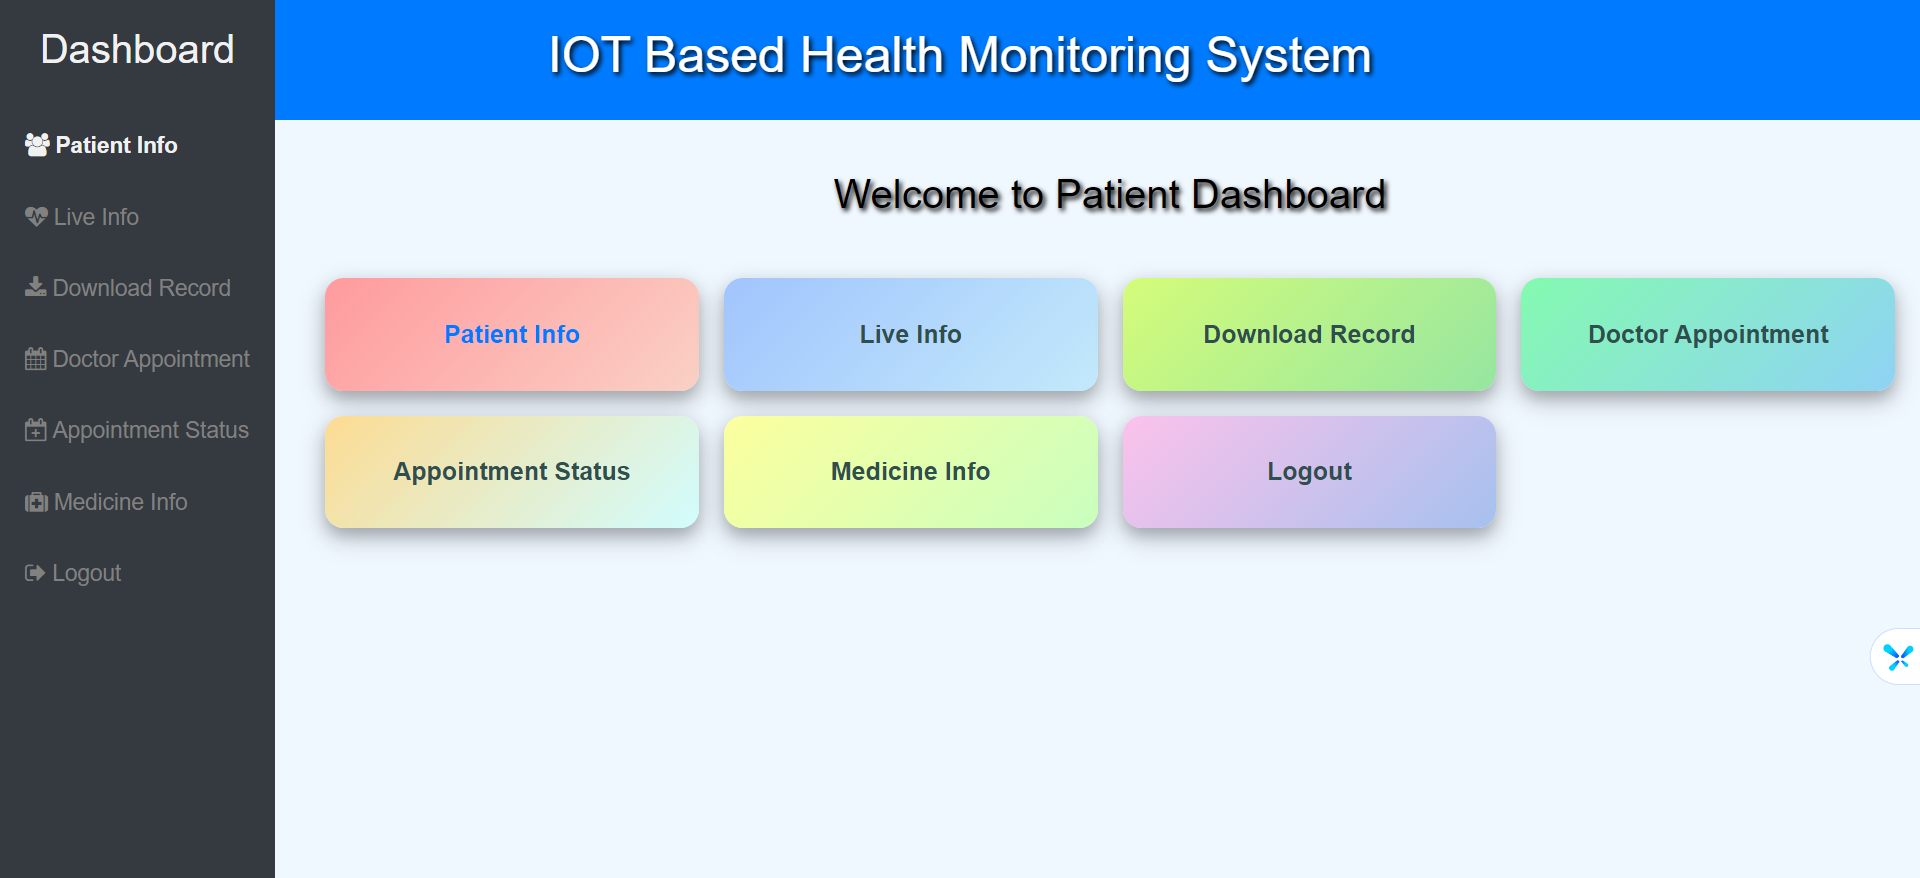 Dashboard
IOT Based Health Monitoring System
Patient Info
Live Info
Download Record
Doctor Appointment
Appointment Status
Medicine Info
Logout
Welcome to Patient Dashboard
Patient Info
Live Info
Download Record
Doctor Appointment
Appointment Status
Medicine Info
Logout